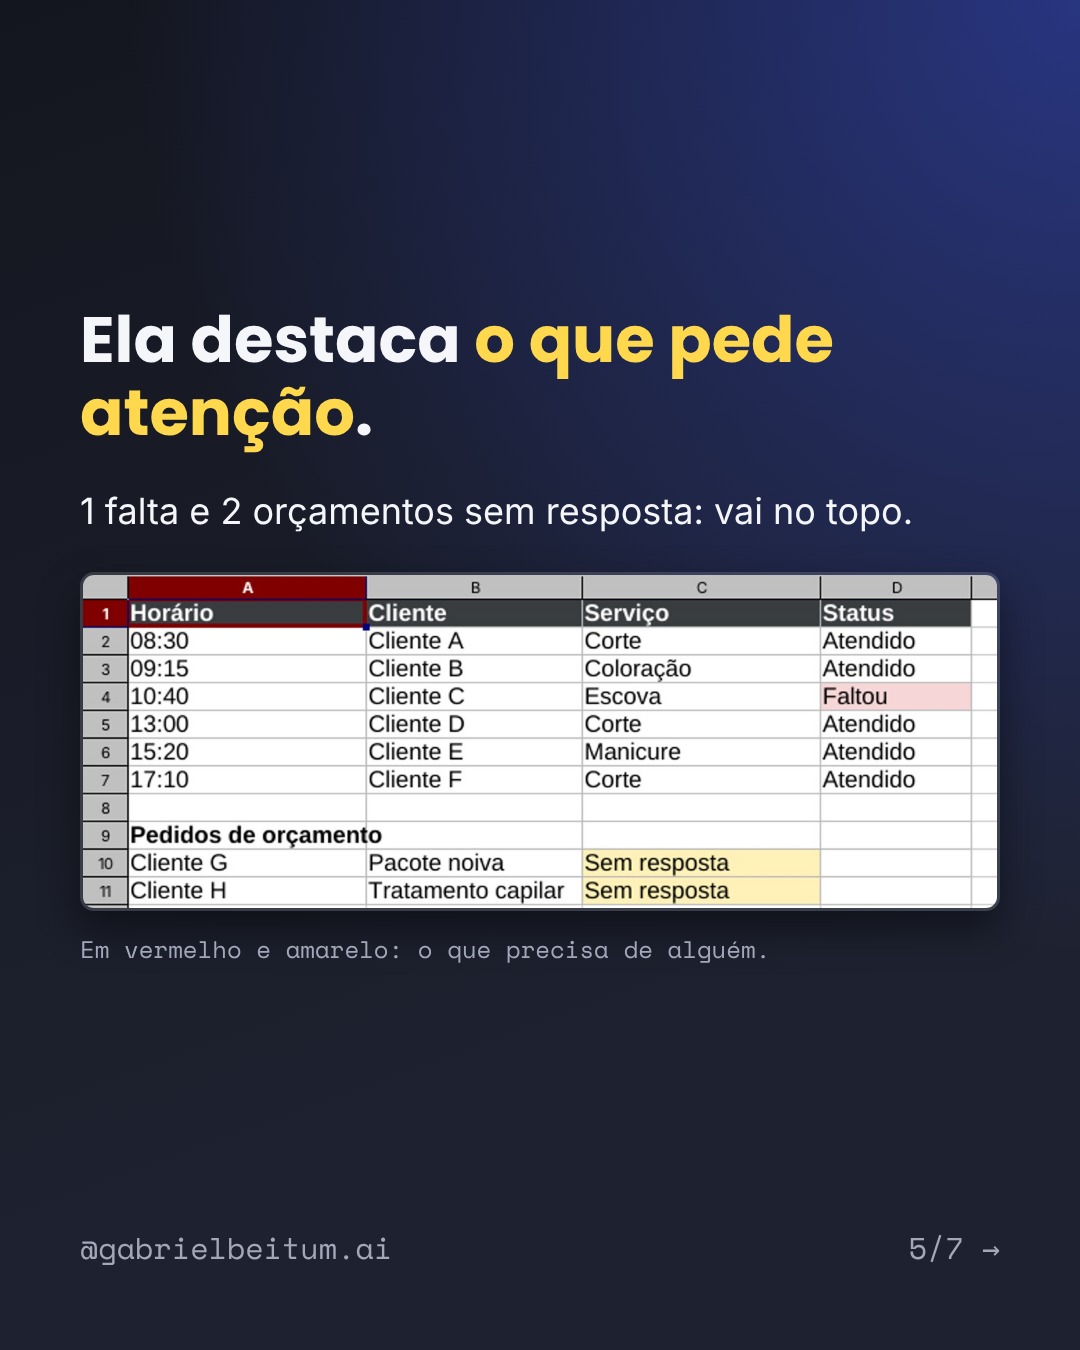 Ela destaca o que pede
atenção.
1 falta e 2 orçamentos sem resposta: vai no topo.
A B C D
1 Horário Cliente Serviço Status
2 08:30 Cliente A Corte Atendido
3 09:15 Cliente B Coloração Atendido
4 10:40 Cliente C Escova Faltou
5 13:00 Cliente D Corte Atendido
6 15:20 Cliente E Manicure Atendido
7 17:10 Cliente F Corte Atendido
8
9 Pedidos de orçamento
10 Cliente G Pacote noiva Sem resposta
11 Cliente H Tratamento capilar Sem resposta
Em vermelho e amarelo: o que precisa de alguém.
@gabrielbeitum.ai 5/7 →